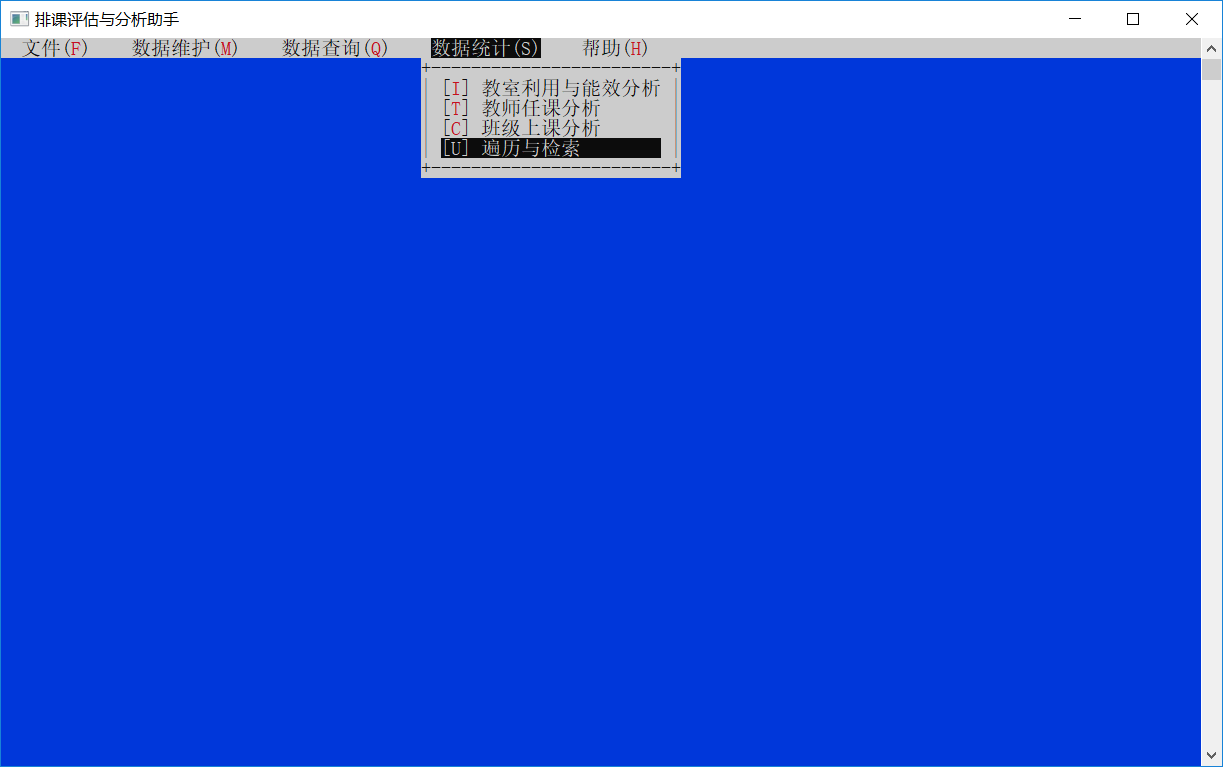 排课评估与分析助手
文件(F) 数据维护(M) 数据查询(Q) 数据统计(S) 帮助(H)
[I] 教室利用与能效分析
[T] 教师任课分析
[C] 班级上课分析
[U] 遍历与检索